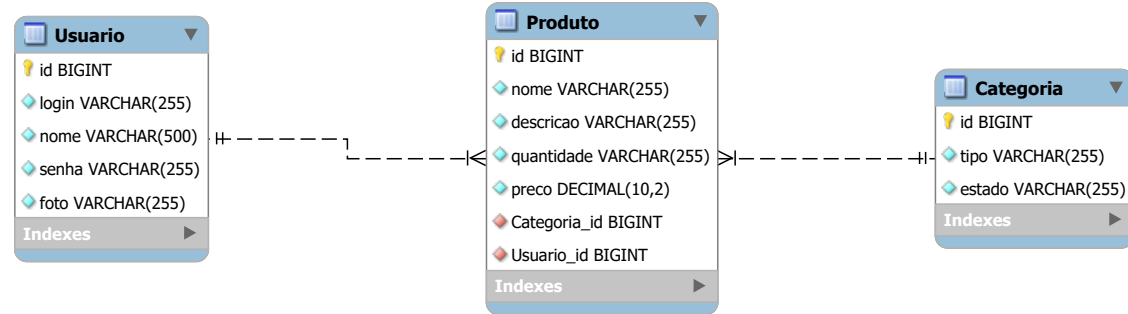 Usuario
id BIGINT
login VARCHAR(255)
nome VARCHAR(500)
senha VARCHAR(255)
foto VARCHAR(255)
Indexes
Produto
id BIGINT
nome VARCHAR(255)
descricao VARCHAR(255)
quantidade VARCHAR(255)
preco DECIMAL(10,2)
Categoria_id BIGINT
Usuario_id BIGINT
Indexes
Categoria
id BIGINT
tipo VARCHAR(255)
estado VARCHAR(255)
Indexes